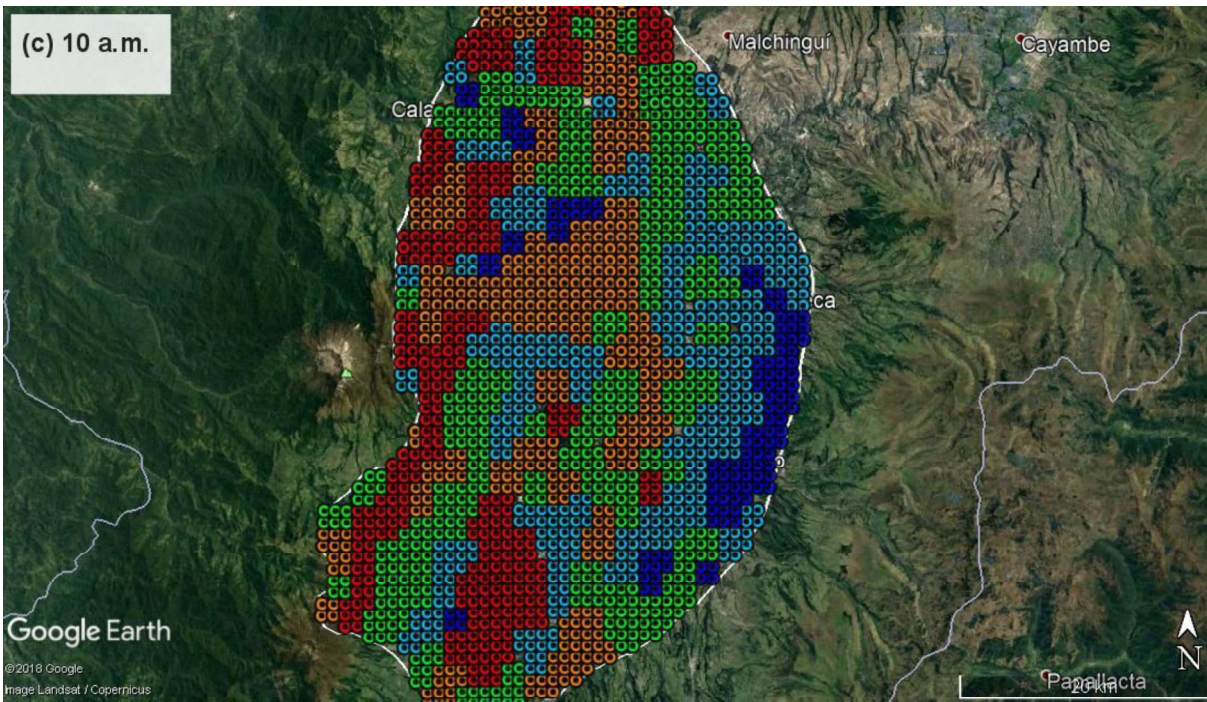 (c) 10 a.m.
Malchinguí
Cayambe
Cala
ca
Google Earth
©2018 Google
Image Landsat / Copernicus
N
Papallacta
20 km